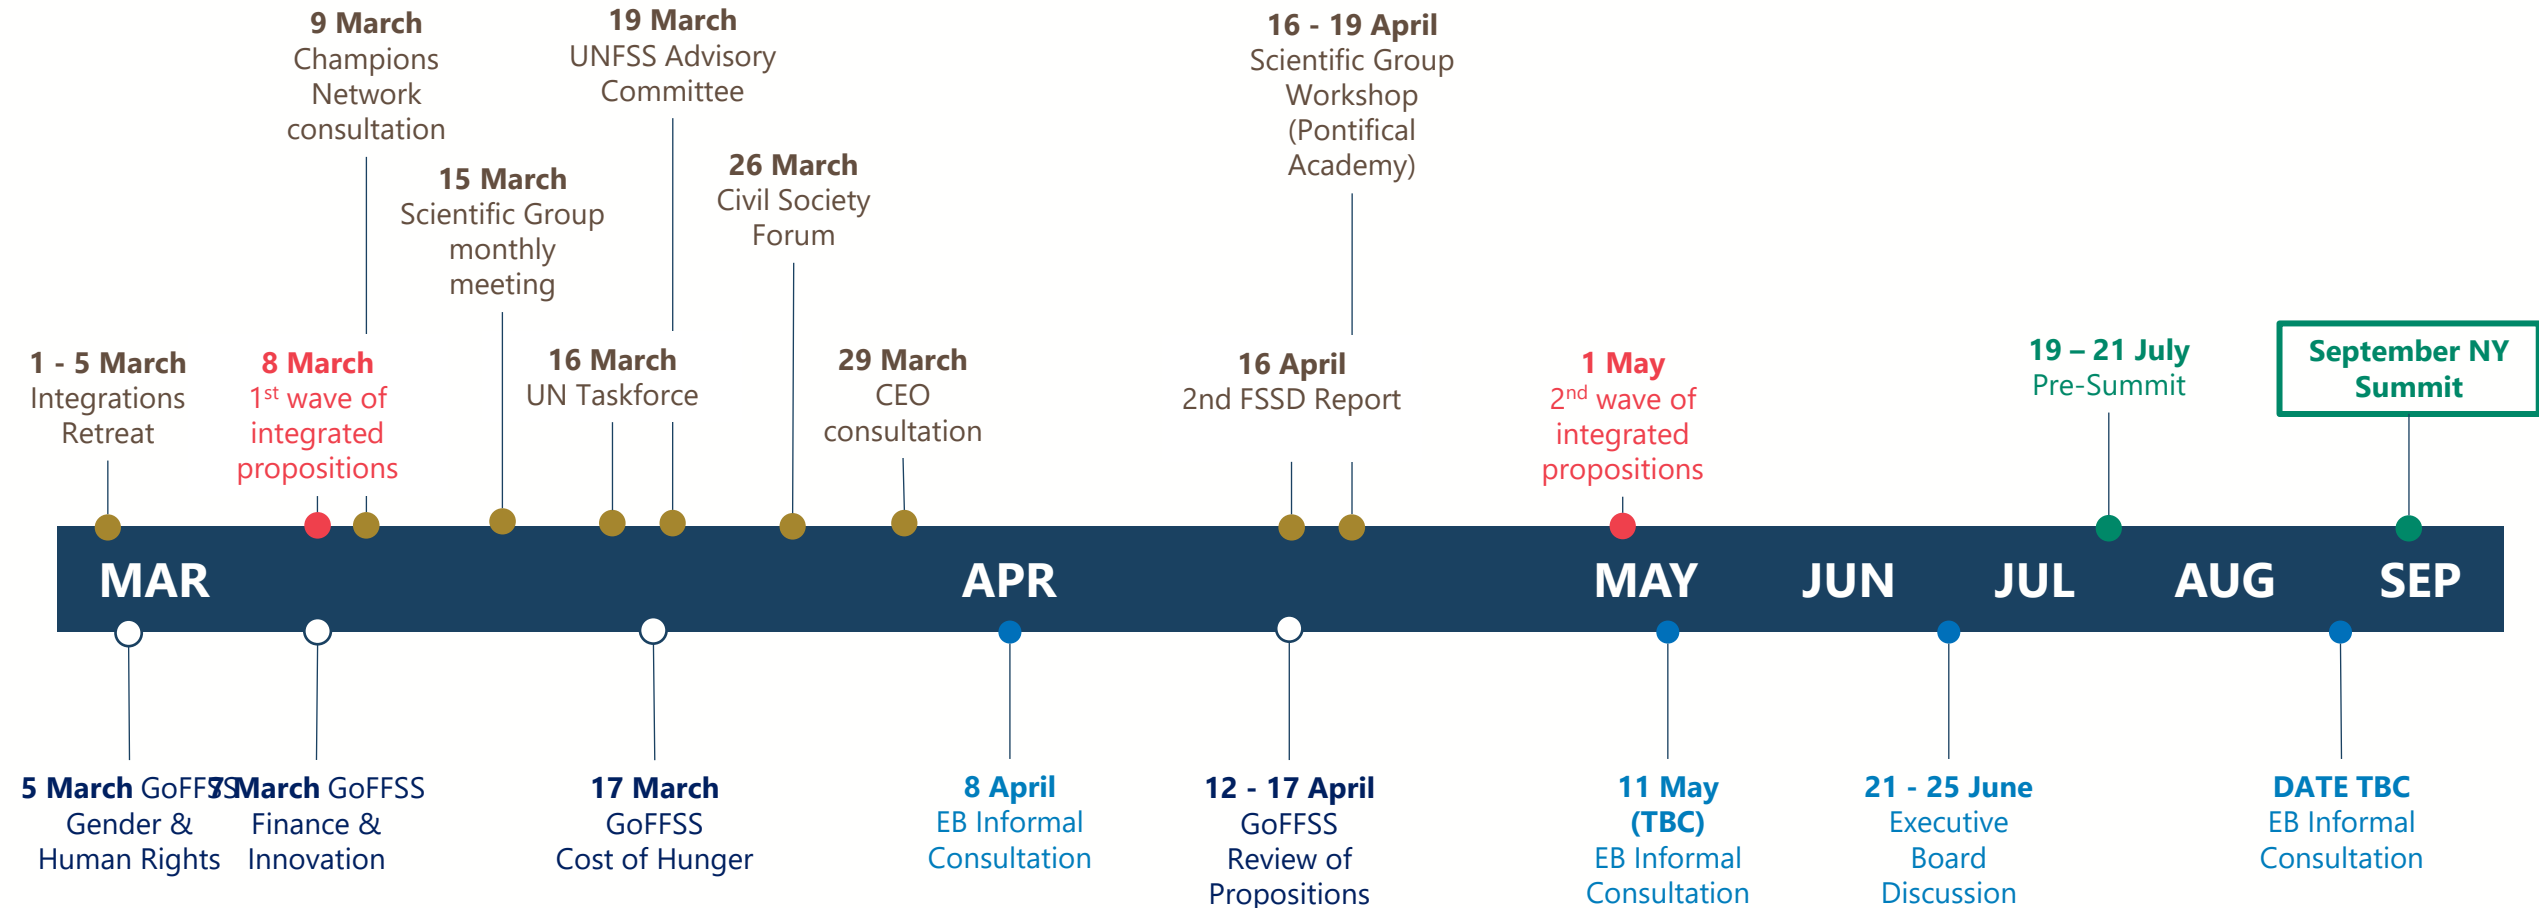 9 March
Champions
Network
consultation
19 March
UNFSS Advisory
Committee
16 - 19 April
Scientific Group
Workshop
(Pontifical
Academy)
15 March
Scientific Group
monthly
meeting
26 March
Civil Society
Forum
1 - 5 March
Integrations
Retreat
8 March
1st wave of
integrated
propositions
16 March
UN Taskforce
29 March
CEO
consultation
16 April
2nd FSSD Report
1 May
2nd wave of
integrated
propositions
19 – 21 July
Pre-Summit
September NY
Summit
MAR
APR
MAY
JUN
JUL
AUG
SEP
5 March GoFFSS
Gender &
Human Rights
7 March GoFFSS
Finance &
Innovation
17 March
GoFFSS
Cost of Hunger
8 April
EB Informal
Consultation
12 - 17 April
GoFFSS
Review of
Propositions
11 May
(TBC)
EB Informal
Consultation
21 - 25 June
Executive
Board
Discussion
DATE TBC
EB Informal
Consultation